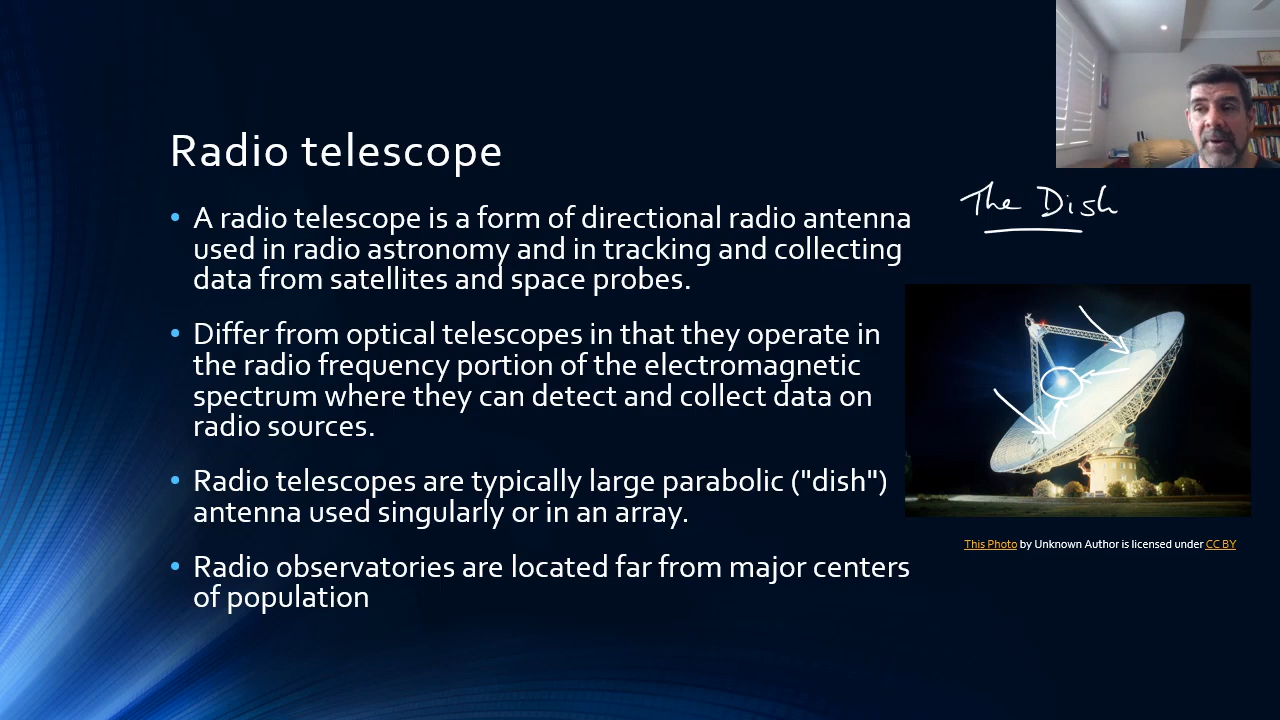 Radio telescope
• A radio telescope is a form of directional radio antenna
used in radio astronomy and in tracking and collecting
data from satellites and space probes.
• Differ from optical telescopes in that they operate in
the radio frequency portion of the electromagnetic
spectrum where they can detect and collect data on
radio sources.
• Radio telescopes are typically large parabolic ("dish")
antenna used singularly or in an array.
• Radio observatories are located far from major centers
of population
The Dish
This Photo by Unknown Author is licensed under CC BY